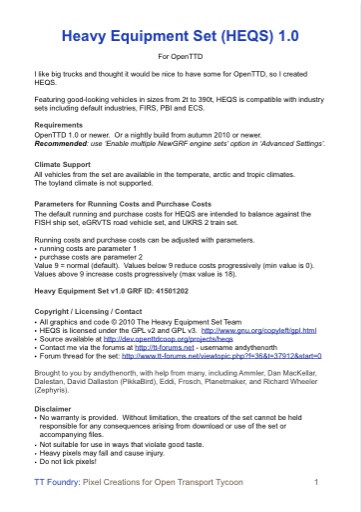 Heavy Equipment Set (HEQS) 1.0
For OpenTTD
I like big trucks and thought it would be nice to have some for OpenTTD, so I created
HEQS.
Featuring good-looking vehicles in sizes from 2t to 390t, HEQS is compatible with industry
sets including default industries, FIRS, PBI and ECS.
Requirements
OpenTTD 1.0 or newer. Or a nightly build from autumn 2010 or newer.
Recommended: use 'Enable multiple NewGRF engine sets' option in 'Advanced Settings'.
Climate Support
All vehicles from the set are available in the temperate, arctic and tropic climates.
The toyland climate is not supported.
Parameters for Running Costs and Purchase Costs
The default running and purchase costs for HEQS are intended to balance against the
FISH ship set, eGRVTS road vehicle set, and UKRS 2 train set.
Running costs and purchase costs can be adjusted with parameters.
• running costs are parameter 1
• purchase costs are parameter 2
Value 9 = normal (default). Values below 9 reduce costs progressively (min value is 0).
Values above 9 increase costs progressively (max value is 18).
Heavy Equipment Set v1.0 GRF ID: 41501202
Copyright / Licensing / Contact
• All graphics and code © 2010 The Heavy Equipment Set Team
• HEQS is licensed under the GPL v2 and GPL v3. http://www.gnu.org/copyleft/gpl.html
• Source available at http://dev.openttdcoop.org/projects/heqs
• Contact me via the forums at http://tt-forums.net - username andythenorth
• Forum thread for the set: http://www.tt-forums.net/viewtopic.php?f=36&t=37912&start=0
Brought to you by andythenorth, with help from many, including Ammler, Dan MacKellar,
Dalestan, David Dallaston (PikkaBird), Eddi, Frosch, Planetmaker, and Richard Wheeler
(Zephyris).
Disclaimer
• No warranty is provided. Without limitation, the creators of the set cannot be held
responsible for any consequences arising from download or use of the set or
accompanying files.
• Not suitable for use in ways that violate good taste.
• Heavy pixels may fall and cause injury.
• Do not lick pixels!
TT Foundry: Pixel Creations for Open Transport Tycoon 1